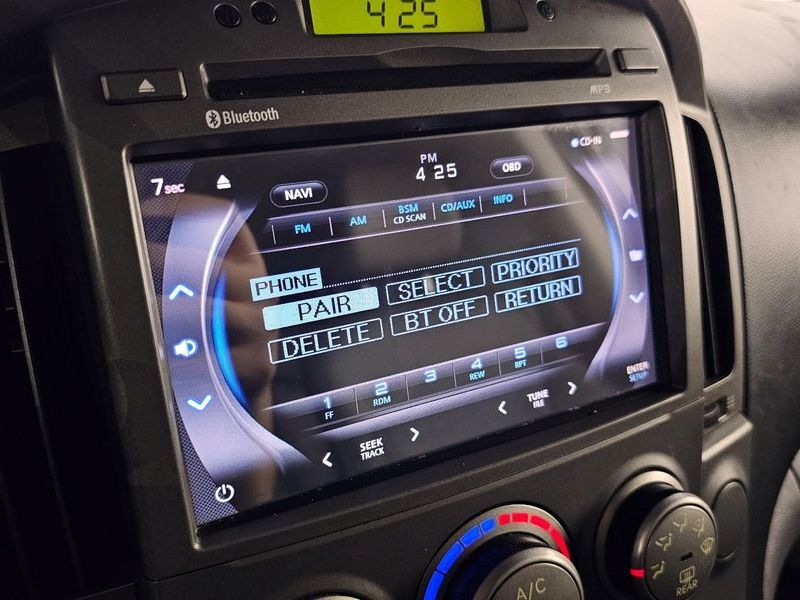 4 25
MP3
Bluetooth
CD-IN
PM
4 25
7 sec
NAVI
OBD
FM
AM
BSM
CD SCAN
CD/AUX
INFO
PHONE
PAIR
SELECT
PRIORITY
DELETE
BT OFF
RETURN
1
FF
2
RDM
3
4
REW
5
RPT
6
ENTER
SETUP
SEEK
TRACK
TUNE
FILE
A/C
REAR